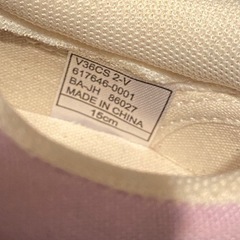 V36CS 2-V
617646-0001
BA-JH 86027
MADE IN CHINA
15cm